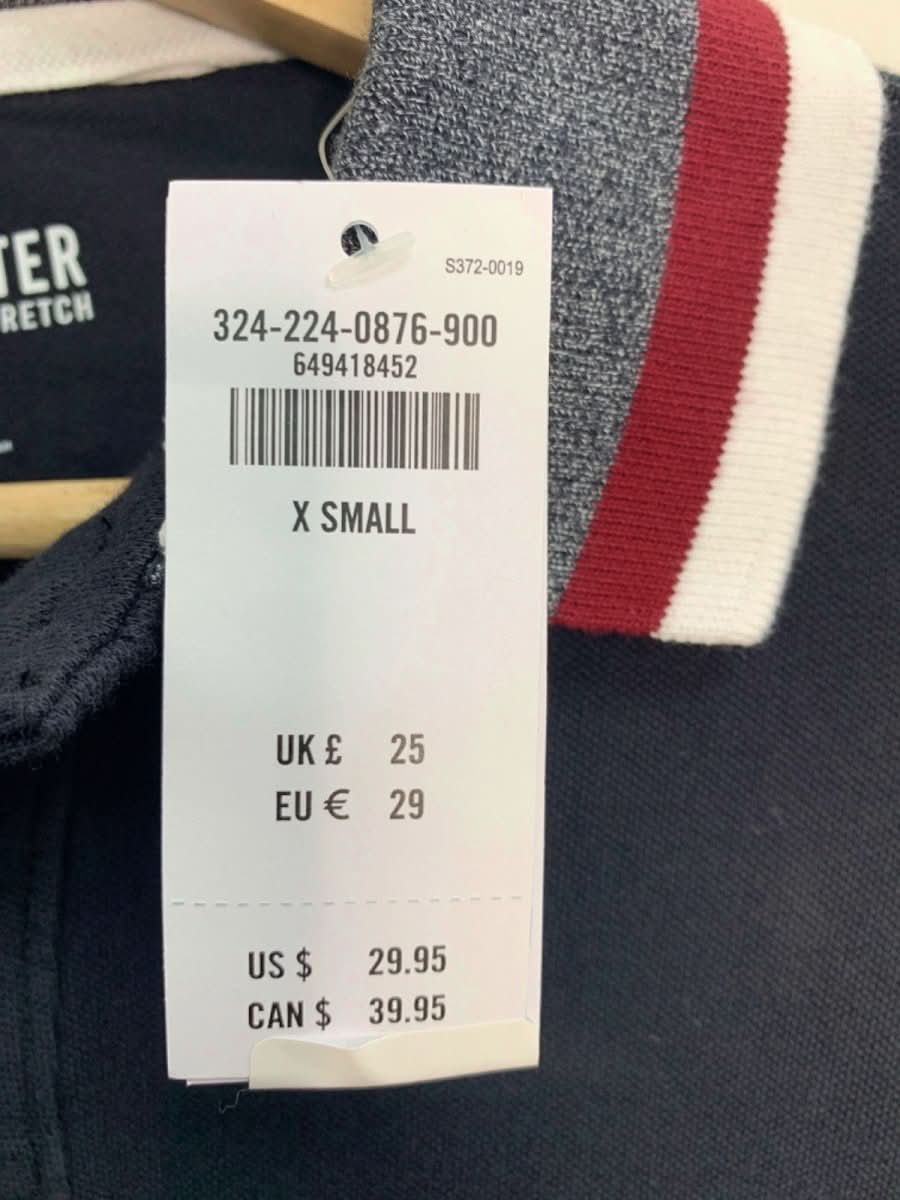 TER
RETCH
S372-0019
324-224-0876-900
649418452
X SMALL
UK £ 25
EU € 29
US $ 29.95
CAN $ 39.95